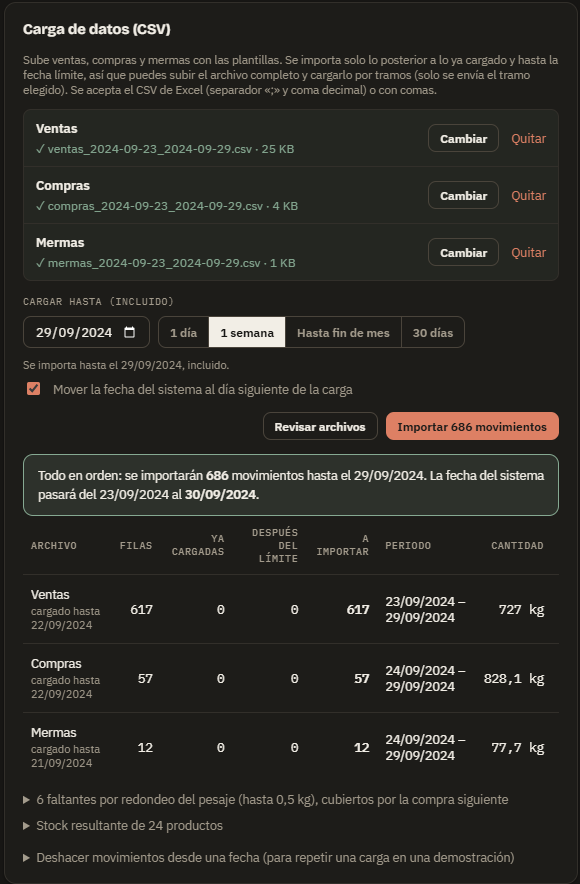 Carga de datos (CSV)
Sube ventas, compras y mermas con las plantillas. Se importa solo lo posterior a lo ya cargado y hasta la
fecha límite, así que puedes subir el archivo completo y cargarlo por tramos (solo se envía el tramo
elegido). Se acepta el CSV de Excel (separador «;» y coma decimal) o con comas.
Ventas
✓ ventas_2024-09-23_2024-09-29.csv · 25 KB
Cambiar Quitar
Compras
✓ compras_2024-09-23_2024-09-29.csv · 4 KB
Cambiar Quitar
Mermas
✓ mermas_2024-09-23_2024-09-29.csv · 1 KB
Cambiar Quitar
CARGAR HASTA (INCLUIDO)
29/09/2024 1 día 1 semana Hasta fin de mes 30 días
Se importa hasta el 29/09/2024, incluido.
Mover la fecha del sistema al día siguiente de la carga
Revisar archivos Importar 686 movimientos
Todo en orden: se importarán 686 movimientos hasta el 29/09/2024. La fecha del sistema
pasará del 23/09/2024 al 30/09/2024.
ARCHIVO FILAS YA CARGADAS DESPUÉS DEL LÍMITE A IMPORTAR PERIODO CANTIDAD
Ventas
cargado hasta
22/09/2024
617 0 0 617 23/09/2024 –
29/09/2024
727 kg
Compras
cargado hasta
22/09/2024
57 0 0 57 24/09/2024 –
29/09/2024
828,1 kg
Mermas
cargado hasta
21/09/2024
12 0 0 12 24/09/2024 –
29/09/2024
77,7 kg
▶ 6 faltantes por redondeo del pesaje (hasta 0,5 kg), cubiertos por la compra siguiente
▶ Stock resultante de 24 productos
▶ Deshacer movimientos desde una fecha (para repetir una carga en una demostración)